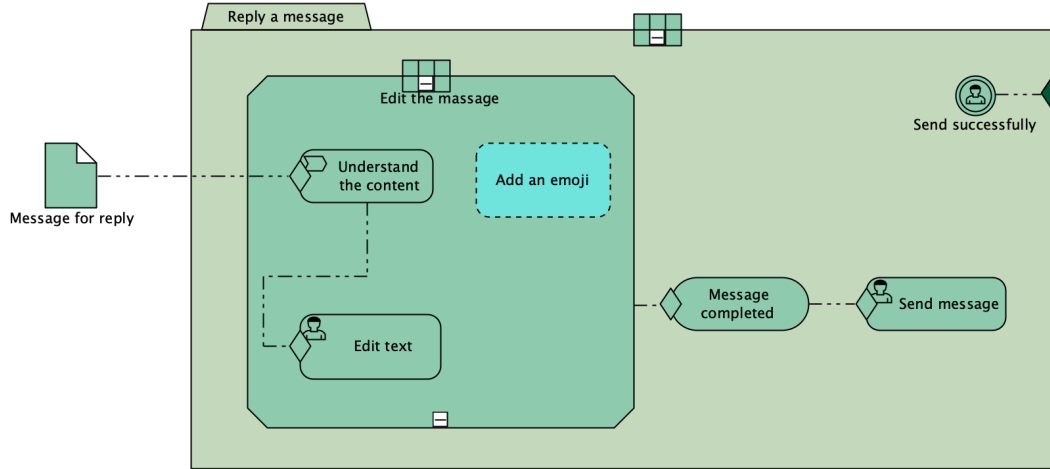 Reply a message
Edit the massage
Send successfully
Understand
the content
Add an emoji
Message for reply
Message
completed
Send message
Edit text